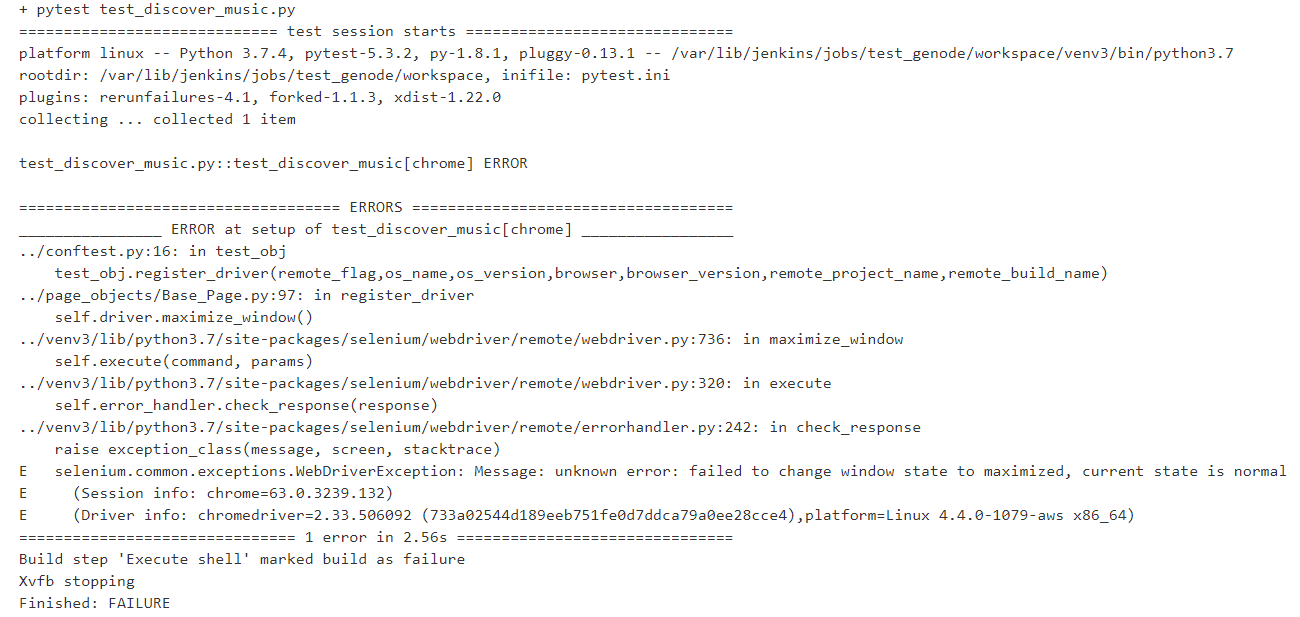 + pytest test_discover_music.py
============================= test session starts ==============================
platform linux -- Python 3.7.4, pytest-5.3.2, py-1.8.1, pluggy-0.13.1 -- /var/lib/jenkins/jobs/test_genode/workspace/venv3/bin/python3.7
rootdir: /var/lib/jenkins/jobs/test_genode/workspace, inifile: pytest.ini
plugins: rerunfailures-4.1, forked-1.1.3, xdist-1.22.0
collecting ... collected 1 item
test_discover_music.py::test_discover_music[chrome] ERROR
==================================== ERRORS ====================================
________________ ERROR at setup of test_discover_music[chrome] _________________
../conftest.py:16: in test_obj
    test_obj.register_driver(remote_flag,os_name,os_version,browser,browser_version,remote_project_name,remote_build_name)
../page_objects/Base_Page.py:97: in register_driver
    self.driver.maximize_window()
../venv3/lib/python3.7/site-packages/selenium/webdriver/remote/webdriver.py:736: in maximize_window
    self.execute(command, params)
../venv3/lib/python3.7/site-packages/selenium/webdriver/remote/webdriver.py:320: in execute
    self.error_handler.check_response(response)
../venv3/lib/python3.7/site-packages/selenium/webdriver/remote/errorhandler.py:242: in check_response
    raise exception_class(message, screen, stacktrace)
E   selenium.common.exceptions.WebDriverException: Message: unknown error: failed to change window state to maximized, current state is normal
E     (Session info: chrome=63.0.3239.132)
E     (Driver info: chromedriver=2.33.506092 (733a02544d189eeb751fe0d7ddca79a0ee28cce4),platform=Linux 4.4.0-1079-aws x86_64)
=============================== 1 error in 2.56s ===============================
Build step 'Execute shell' marked build as failure
Xvfb stopping
Finished: FAILURE